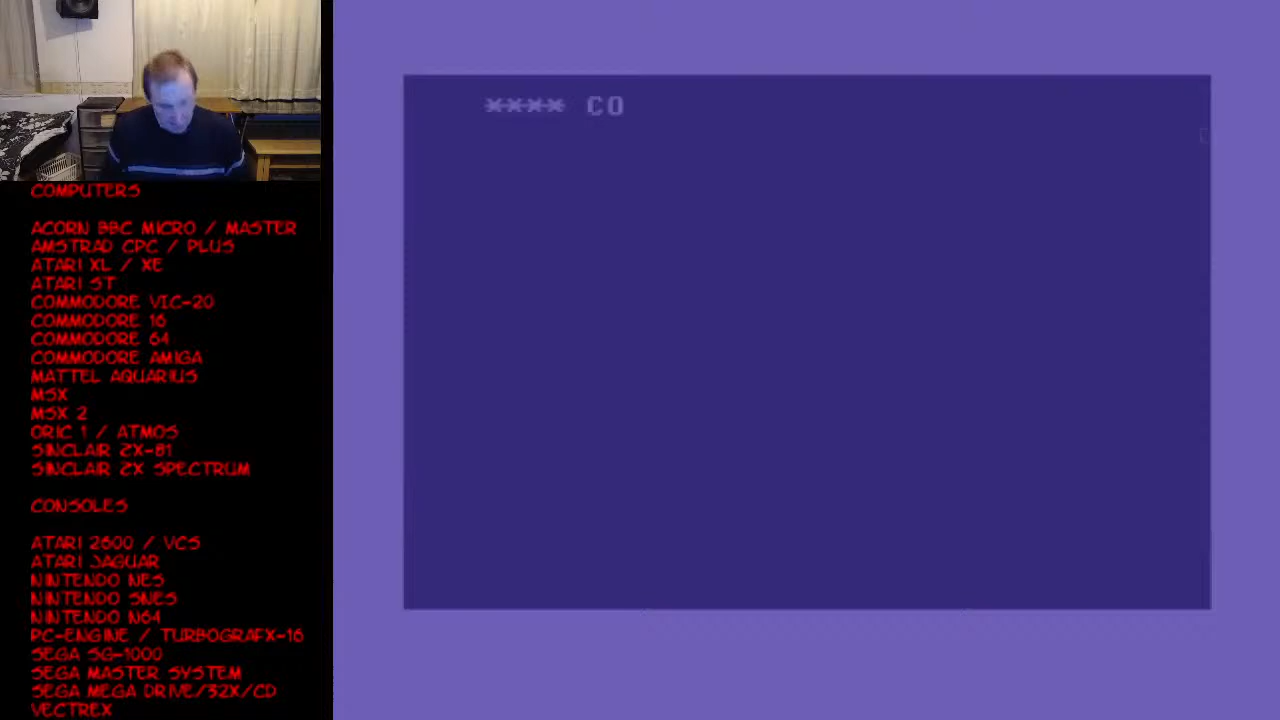 COMPUTERS
ACORN BBC MICRO / MASTER
AMSTRAD CPC / PLUS
ATARI XL / XE
ATARI ST
COMMODORE VIC-20
COMMODORE 16
COMMODORE 64
COMMODORE AMIGA
MATTEL AQUARIUS
MSX
MSX 2
ORIC 1 / ATMOS
SINCLAIR ZX-81
SINCLAIR ZX SPECTRUM
CONSOLES
ATARI 2600 / VCS
ATARI JAGUAR
NINTENDO NES
NINTENDO SNES
NINTENDO N64
PC-ENGINE / TURBOGRAFX-16
SEGA SG-1000
SEGA MASTER SYSTEM
SEGA MEGA DRIVE/32X/CD
VECTREX
**** CO